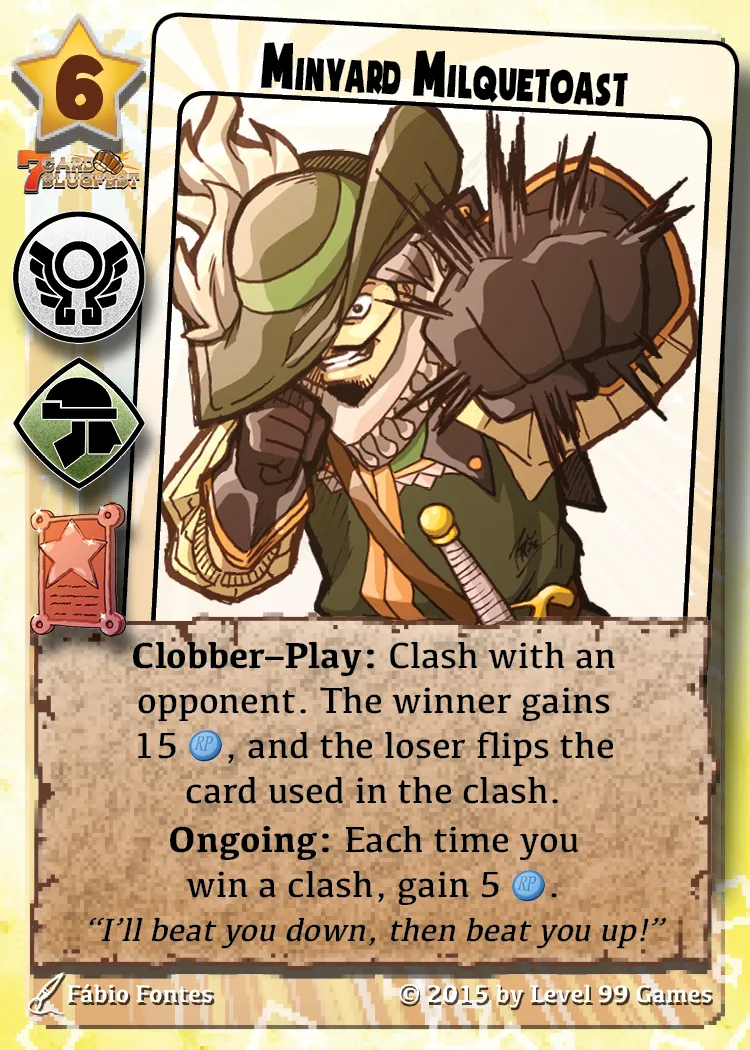 6
MINYARD MILQUETOAST
7 CARD
SLUGFEST
Clobber–Play: Clash with an
opponent. The winner gains
15 RP, and the loser flips the
card used in the clash.
Ongoing: Each time you
win a clash, gain 5 RP.
“I’ll beat you down, then beat you up!”
Fábio Fontes
© 2015 by Level 99 Games